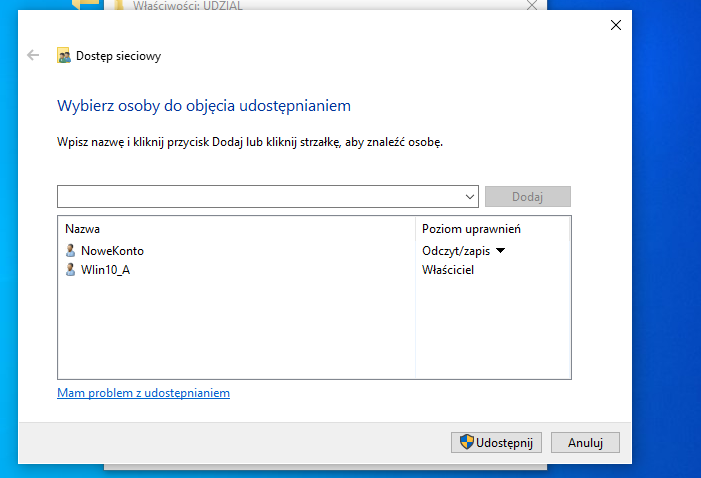 Właściwości: UDZIAL
Dostęp sieciowy
Wybierz osoby do objęcia udostępnianiem
Wpisz nazwę i kliknij przycisk Dodaj lub kliknij strzałkę, aby znaleźć osobę.
Dodaj
Nazwa Poziom uprawnień
NoweKonto Odczyt/zapis
WIin10_A Właściciel
Mam problem z udostępnianiem
Udostępnij Anuluj